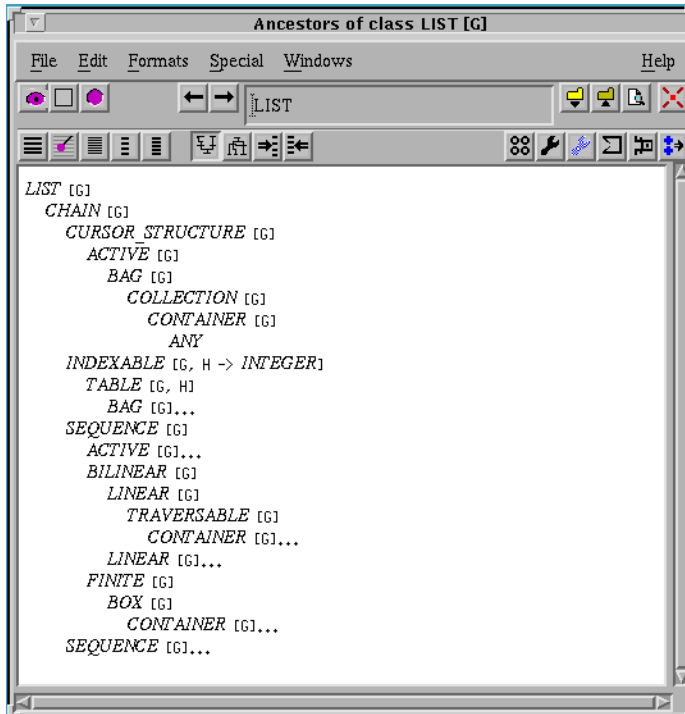 Ancestors of class LIST [G]
File Edit Formats Special Windows Help
LIST
LIST [G]
CHAIN [G]
CURSOR_STRUCTURE [G]
ACTIVE [G]
BAG [G]
COLLECTION [G]
CONTAINER [G]
ANY
INDEXABLE [G, H -> INTEGER]
TABLE [G, H]
BAG [G]...
SEQUENCE [G]
ACTIVE [G]...
BILINEAR [G]
LINEAR [G]
TRAVERSABLE [G]
CONTAINER [G]...
LINEAR [G]...
FINITE [G]
BOX [G]
CONTAINER [G]...
SEQUENCE [G]...